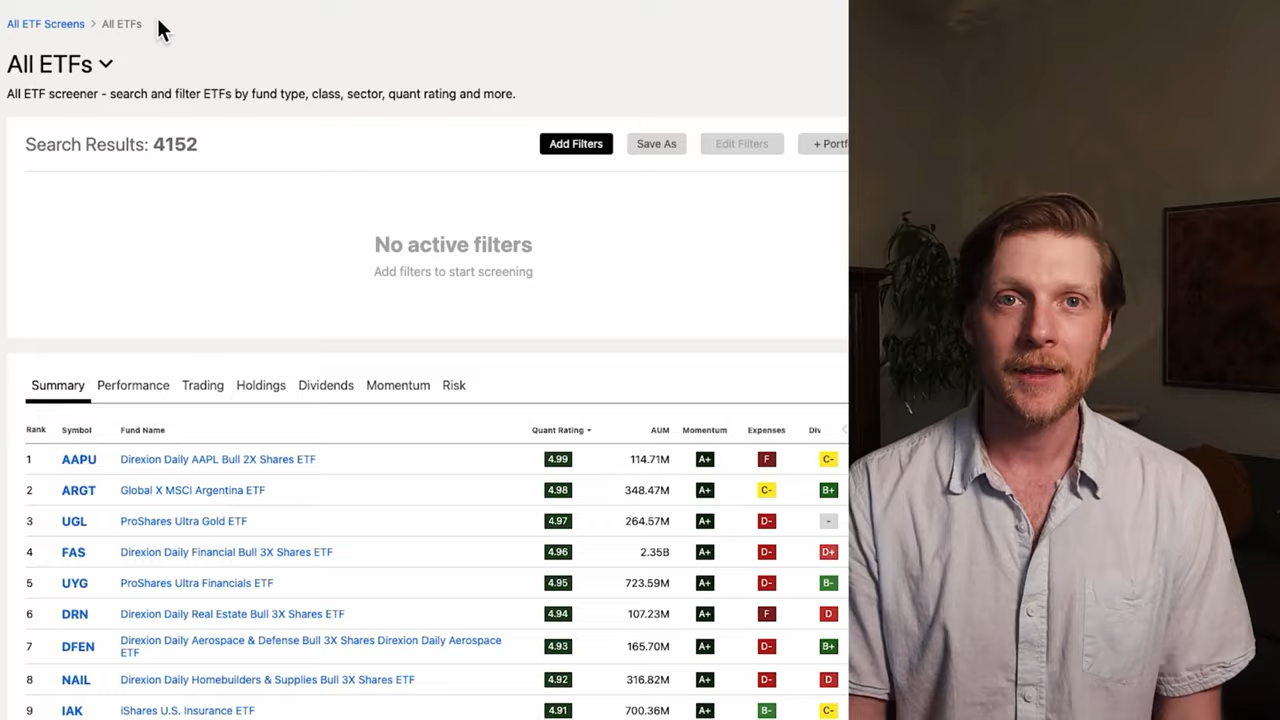 All ETF Screens > All ETFs
All ETFs
All ETF screener - search and filter ETFs by fund type, class, sector, quant rating and more.
Search Results: 4152 Add Filters Save As Edit Filters + Portf
No active filters
Add filters to start screening
Summary Performance Trading Holdings Dividends Momentum Risk
Rank Symbol Fund Name Quant Rating AUM Momentum Expenses Div
1 AAPU Direxion Daily AAPL Bull 2X Shares ETF 4.99 114.71M A+ F C-
2 ARGT Global X MSCI Argentina ETF 4.98 348.47M A+ C- B+
3 UGL ProShares Ultra Gold ETF 4.97 264.57M A+ D- -
4 FAS Direxion Daily Financial Bull 3X Shares ETF 4.96 2.35B A+ D- D+
5 UYG ProShares Ultra Financials ETF 4.95 723.59M A+ D- B-
6 DRN Direxion Daily Real Estate Bull 3X Shares ETF 4.94 107.23M A+ F D
7 DFEN Direxion Daily Aerospace & Defense Bull 3X Shares Direxion Daily Aerospace 4.93 165.70M A+ D- B+
ETF
8 NAIL Direxion Daily Homebuilders & Supplies Bull 3X Shares ETF 4.92 316.82M A+ D- D
9 IAK iShares U.S. Insurance ETF 4.91 700.36M A+ B- C-